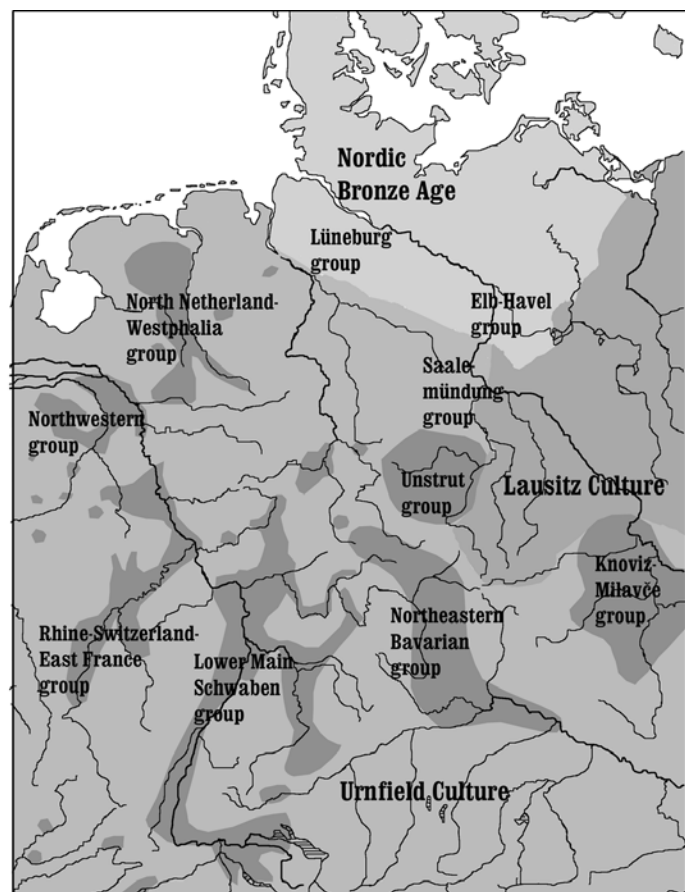 Nordic
Bronze Age
Lüneburg
group
North Netherland-
Westphalia
group
Elb-Havel
group
Saale-
mündung
group
Northwestern
group
Unstrut
group
Lausitz Culture
Knoviz-
Milavče
group
Rhine-Switzerland-
East France
group
Lower Main
Schwaben
group
Northeastern
Bavarian
group
Urnfield Culture